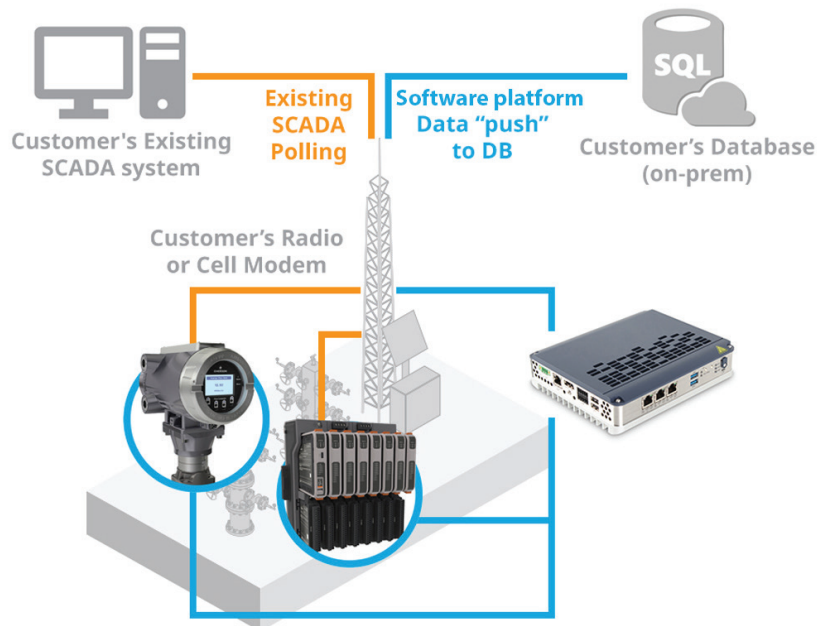 SQL
Existing
SCADA
Polling
Software platform
Data “push”
to DB
Customer's Existing
SCADA system
Customer’s Database
(on-prem)
Customer’s Radio
or Cell Modem